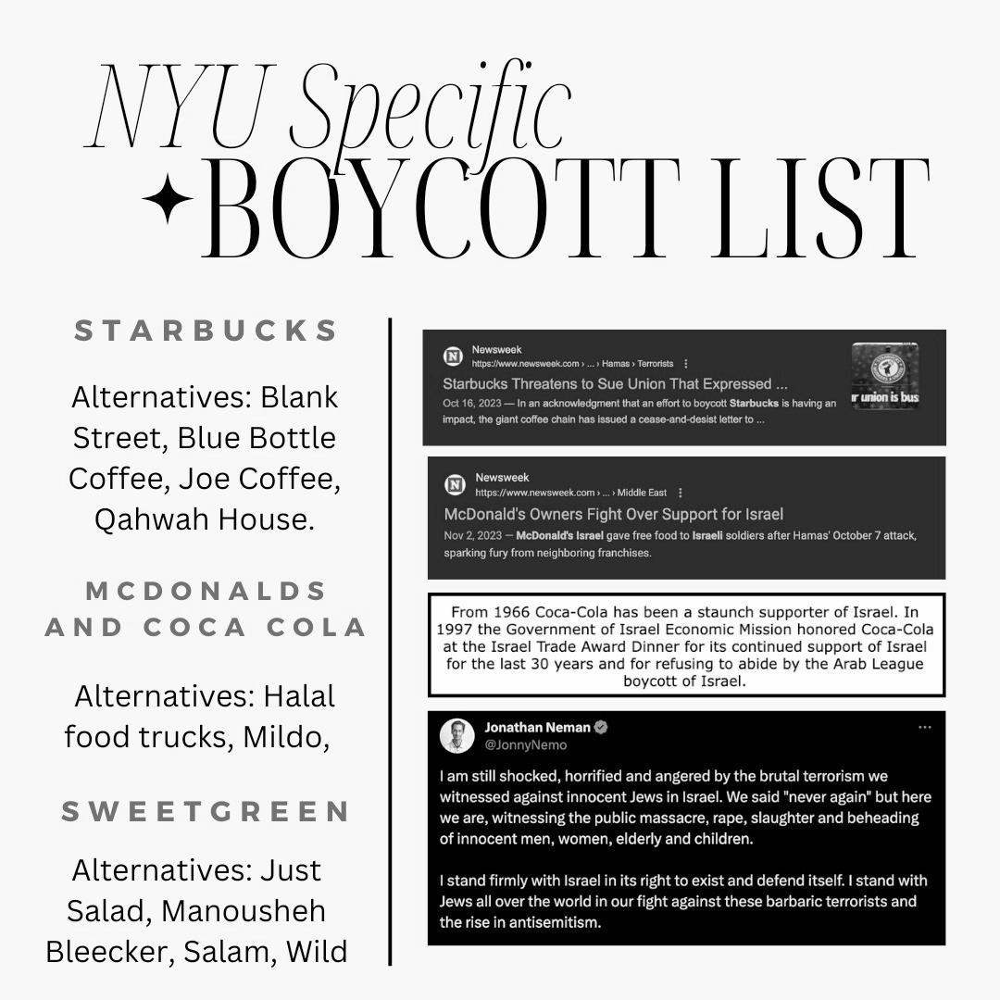 NYU Specific
BOYCOTT LIST
STARBUCKS
Alternatives: Blank
Street, Blue Bottle
Coffee, Joe Coffee,
Qahwah House.
MCDONALDS
AND COCA COLA
Alternatives: Halal
food trucks, Mildo,
SWEETGREEN
Alternatives: Just
Salad, Manousheh
Bleecker, Salam, Wild
N
Newsweek
https://www.newsweek.com › ... › Hamas › Terrorists
Starbucks Threatens to Sue Union That Expressed ...
Oct 16, 2023 — In an acknowledgment that an effort to boycott Starbucks is having an
impact, the giant coffee chain has issued a cease-and-desist letter to ...
r union is bus
N
Newsweek
https://www.newsweek.com › ... › Middle East
McDonald's Owners Fight Over Support for Israel
Nov 2, 2023 — McDonald's Israel gave free food to Israeli soldiers after Hamas' October 7 attack,
sparking fury from neighboring franchises.
From 1966 Coca-Cola has been a staunch supporter of Israel. In
1997 the Government of Israel Economic Mission honored Coca-Cola
at the Israel Trade Award Dinner for its continued support of Israel
for the last 30 years and for refusing to abide by the Arab League
boycott of Israel.
Jonathan Neman
@JonnyNemo
I am still shocked, horrified and angered by the brutal terrorism we
witnessed against innocent Jews in Israel. We said "never again" but here
we are, witnessing the public massacre, rape, slaughter and beheading
of innocent men, women, elderly and children.
I stand firmly with Israel in its right to exist and defend itself. I stand with
Jews all over the world in our fight against these barbaric terrorists and
the rise in antisemitism.